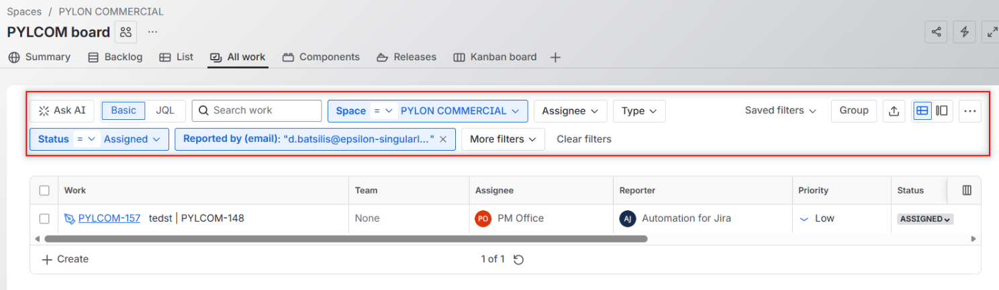 Spaces / PYLON COMMERCIAL
PYLCOM board ...
Summary Backlog List All work Components Releases Kanban board
Ask AI Basic JQL Search work Space = PYLON COMMERCIAL Assignee Type Saved filters Group ...
Status = Assigned Reported by (email): "d.batsilis@epsilon-singularl..." More filters Clear filters
Work Team Assignee Reporter Priority Status
PYLCOM-157 tedst | PYLCOM-148 None PO PM Office AJ Automation for Jira Low ASSIGNED
Create 1 of 1